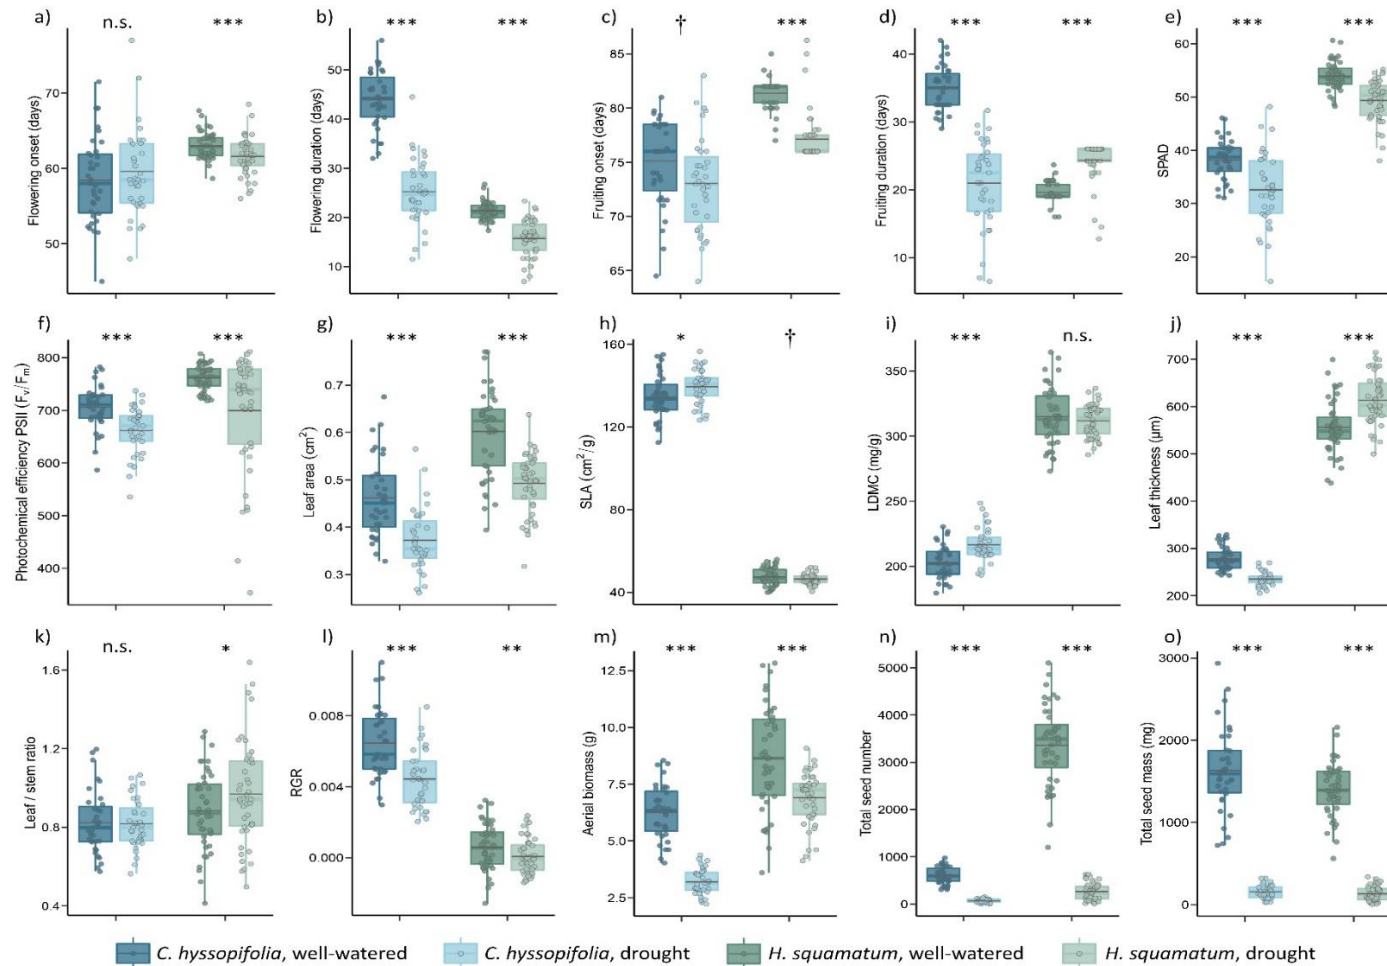 a) n.s. ***
Flowering onset (days)
70
60
50
b) *** ***
Flowering duration (days)
50
40
30
20
10
c) † ***
Fruiting onset (days)
85
80
75
70
65
d) *** ***
Fruiting duration (days)
40
30
20
10
e) *** ***
SPAD
60
50
40
30
20
f) *** ***
Photochemical efficiency PSII (Fv/Fm)
800
700
600
500
400
g) *** ***
Leaf area (cm²)
0.7
0.6
0.5
0.4
0.3
h) * †
SLA (cm²/g)
160
120
80
40
i) *** n.s.
LDMC (mg/g)
350
300
250
200
j) *** ***
Leaf thickness (µm)
700
600
500
400
300
200
k) n.s. *
Leaf / stem ratio
1.6
1.2
0.8
0.4
l) *** **
RGR
0.008
0.004
0.000
m) *** ***
Aerial biomass (g)
12.5
10.0
7.5
5.0
2.5
n) *** ***
Total seed number
5000
4000
3000
2000
1000
0
o) *** ***
Total seed mass (mg)
3000
2000
1000
0
C. hyssopifolia, well-watered C. hyssopifolia, drought H. squamatum, well-watered H. squamatum, drought